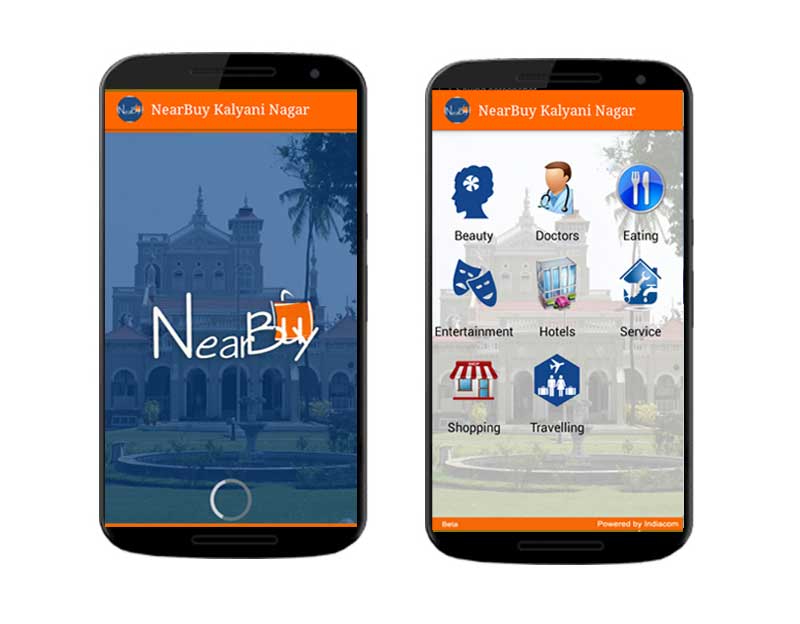 NearBuy Kalyani Nagar
NearBuy
NearBuy Kalyani Nagar
Beauty
Doctors
Eating
Entertainment
Hotels
Service
SHOP
Shopping
Travelling
Beta
Powered by Indiacom